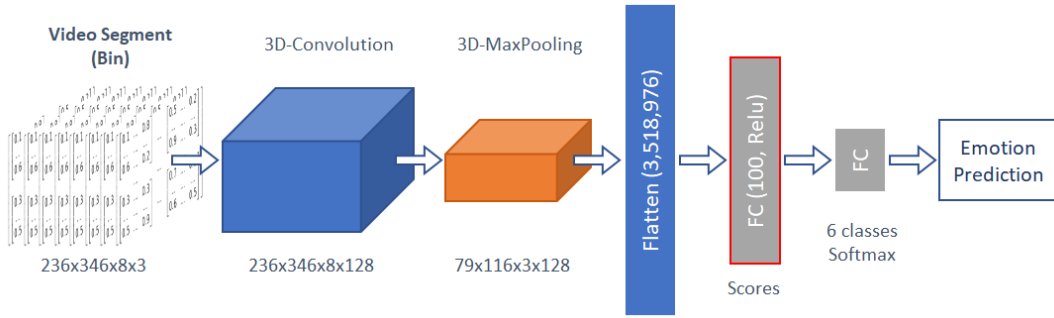 Video Segment
(Bin)
236x346x8x3
3D-Convolution
236x346x8x128
3D-MaxPooling
79x116x3x128
Flatten (3,518,976)
FC (100, Relu)
Scores
FC
6 classes
Softmax
Emotion
Prediction